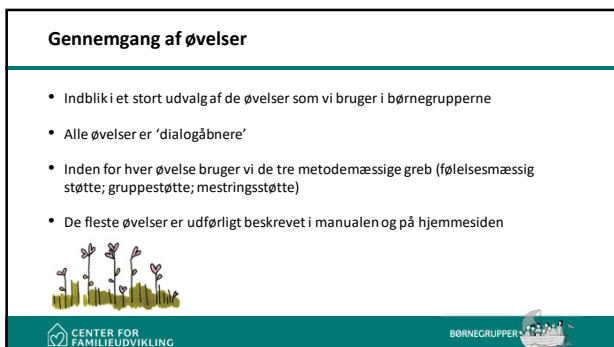 Gennemgang af øvelser
• Indblik i et stort udvalg af de øvelser som vi bruger i børnegrupperne
• Alle øvelser er ‘dialogåbnere’
• Inden for hver øvelse bruger vi de tre metodemæssige greb (følelsesmæssig
støtte; gruppestøtte; mestringsstøtte)
• De fleste øvelser er udførligt beskrevet i manualen og på hjemmesiden
CENTER FOR
FAMILIEUDVIKLING
BØRNEGRUPPER